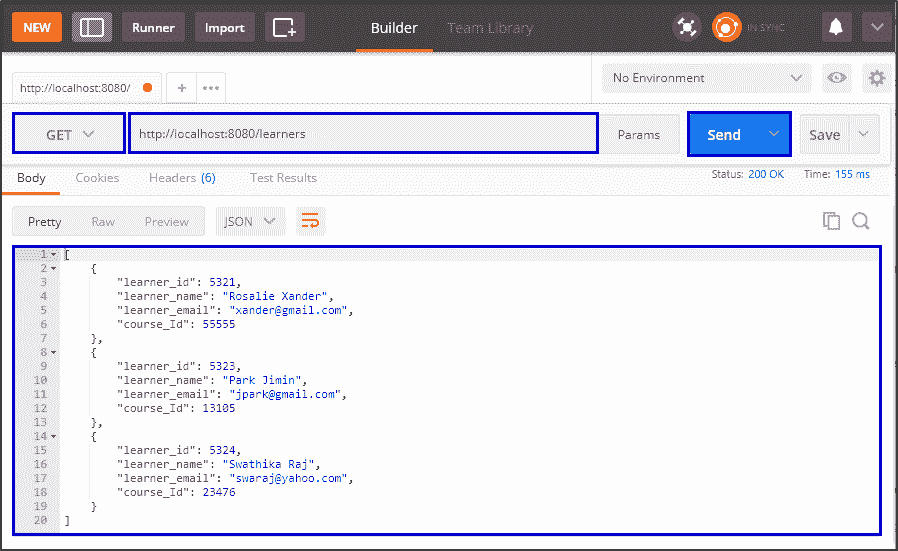 NEW Runner Import Builder Team Library IN SYNC
http://localhost:8080/ + ••• No Environment
GET http://localhost:8080/learners Params Send Save
Body Cookies Headers (6) Test Results Status: 200 OK Time: 155 ms
Pretty Raw Preview JSON
1 [
2 {
3 "learner_id": 5321,
4 "learner_name": "Rosalie Xander",
5 "learner_email": "xander@gmail.com",
6 "course_Id": 55555
7 },
8 {
9 "learner_id": 5323,
10 "learner_name": "Park Jimin",
11 "learner_email": "jpark@gmail.com",
12 "course_Id": 13105
13 },
14 {
15 "learner_id": 5324,
16 "learner_name": "Swathika Raj",
17 "learner_email": "swaraj@yahoo.com",
18 "course_Id": 23476
19 }
20 ]